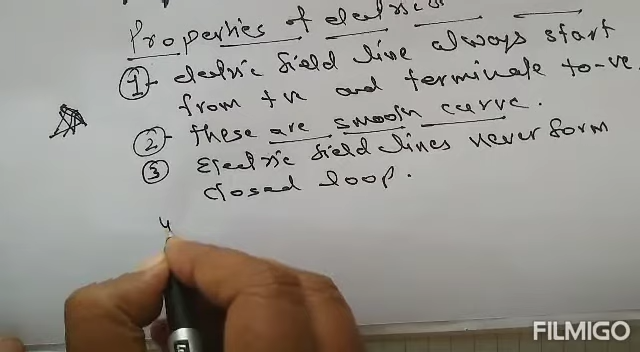 Properties of electric
① - electric field line always start
from +ve and terminate to -ve.
② - these are smooth curve.
③ Electric field lines never form
closed loop.
4
FILMIGO